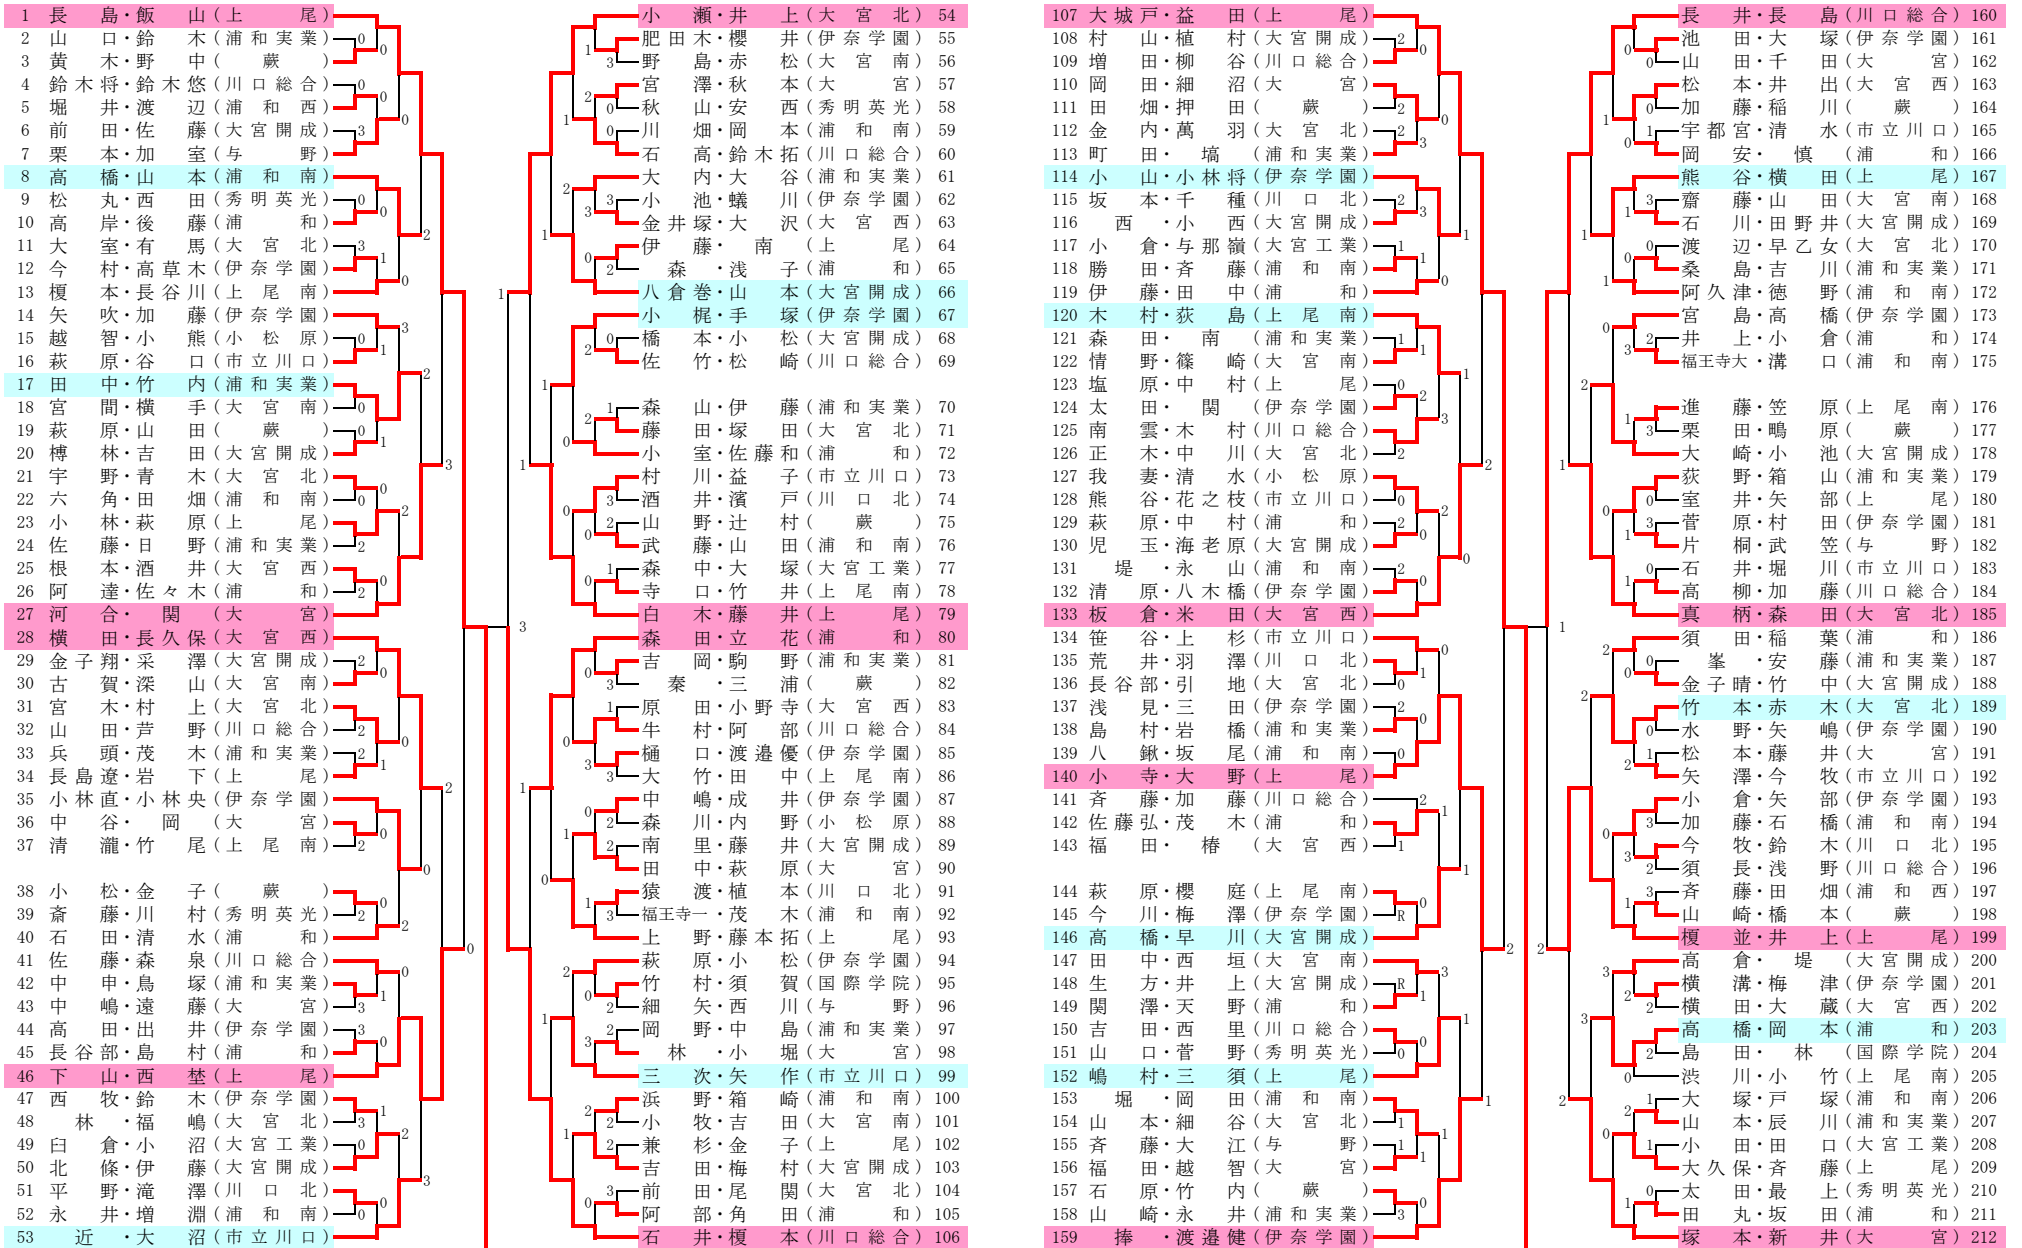 1 長島・飯山（上尾）
2 山口・鈴木（浦和実業）
3 黄木・野中（蕨）
4 鈴木将・鈴木悠（川口総合）
5 堀井・渡辺（浦和西）
6 前田・佐藤（大宮開成）
7 栗本・加室（与野）
8 高橋・山本（浦和南）
9 松丸・西田（秀明英光）
10 高岸・後藤（浦和）
11 大室・有馬（大宮北）
12 今村・高草木（伊奈学園）
13 榎本・長谷川（上尾南）
14 矢吹・加藤（伊奈学園）
15 越智・小熊（小松原）
16 萩原・谷口（市立川口）
17 田中・竹内（浦和実業）
18 宮間・横手（大宮南）
19 萩原・山田（蕨）
20 榑林・吉田（大宮開成）
21 宇野・青木（大宮北）
22 六角・田畑（浦和南）
23 小林・萩原（上尾）
24 佐藤・日野（浦和実業）
25 根本・酒井（大宮西）
26 阿達・佐々木（浦和）
27 河合・関（大宮）
28 横田・長久保（大宮西）
29 金子翔・采澤（大宮開成）
30 古賀・深山（大宮南）
31 宮木・村上（大宮北）
32 山田・芦野（川口総合）
33 兵頭・茂木（浦和実業）
34 長島遼・岩下（上尾）
35 小林直・小林央（伊奈学園）
36 中谷・岡（大宮）
37 清瀧・竹尾（上尾南）
38 小松・金子（蕨）
39 斎藤・川村（秀明英光）
40 石田・清水（浦和）
41 佐藤・森泉（川口総合）
42 中申・鳥塚（浦和実業）
43 中嶋・遠藤（大宮）
44 高田・出井（伊奈学園）
45 長谷部・島村（浦和）
46 下山・西埜（上尾）
47 西牧・鈴木（伊奈学園）
48 林・福嶋（大宮北）
49 臼倉・小沼（大宮工業）
50 北條・伊藤（大宮開成）
51 平野・滝澤（川口北）
52 永井・増淵（浦和南）
53 近・大沼（市立川口）
小瀬・井上（大宮北）54
肥田木・櫻井（伊奈学園）55
野島・赤松（大宮南）56
宮澤・秋本（大宮）57
秋山・安西（秀明英光）58
川畑・岡本（浦和南）59
石高・鈴木拓（川口総合）60
大内・大谷（浦和実業）61
小池・蟻川（伊奈学園）62
金井塚・大沢（大宮西）63
伊藤・南（上尾）64
森・浅子（浦和）65
八倉巻・山本（大宮開成）66
小梶・手塚（伊奈学園）67
橋本・小松（大宮開成）68
佐竹・松崎（川口総合）69
森山・伊藤（浦和実業）70
藤田・塚田（大宮北）71
小室・佐藤和（浦和）72
村川・益子（市立川口）73
酒井・濱戸（川口北）74
山野・辻村（蕨）75
武藤・山田（浦和南）76
森中・大塚（大宮工業）77
寺口・竹井（上尾南）78
白木・藤井（上尾）79
森田・立花（浦和）80
吉岡・駒野（浦和実業）81
秦・三浦（蕨）82
原田・小野寺（大宮西）83
牛村・阿部（川口総合）84
樋口・渡邉優（伊奈学園）85
大竹・田中（上尾南）86
中嶋・成井（伊奈学園）87
森川・内野（小松原）88
南里・藤井（大宮開成）89
田中・萩原（大宮）90
猿渡・植本（川口北）91
福王寺一・茂木（浦和南）92
上野・藤本拓（上尾）93
萩原・小松（伊奈学園）94
竹村・須賀（国際学院）95
細矢・西川（与野）96
岡野・中島（浦和実業）97
林・小堀（大宮）98
三次・矢作（市立川口）99
浜野・箱崎（浦和南）100
小牧・吉田（大宮南）101
兼杉・金子（上尾）102
吉田・梅村（大宮開成）103
前田・尾関（大宮北）104
阿部・角田（浦和）105
石井・榎本（川口総合）106
107 大城戸・益田（上尾）
108 村山・植村（大宮開成）
109 増田・柳谷（川口総合）
110 岡田・細沼（大宮）
111 田畑・押田（蕨）
112 金内・萬羽（大宮北）
113 町田・塙（浦和実業）
114 小山・小林将（伊奈学園）
115 坂本・千種（川口北）
116 西・小西（大宮開成）
117 小倉・与那嶺（大宮工業）
118 勝田・斉藤（浦和南）
119 伊藤・田中（浦和）
120 木村・荻島（上尾南）
121 森田・南（浦和実業）
122 情野・篠崎（大宮南）
123 塩原・中村（上尾）
124 太田・関（伊奈学園）
125 南雲・木村（川口総合）
126 正木・中川（大宮北）
127 我妻・清水（小松原）
128 熊谷・花之枝（市立川口）
129 萩原・中村（浦和）
130 児玉・海老原（大宮開成）
131 堤・永山（浦和南）
132 清原・八木橋（伊奈学園）
133 板倉・米田（大宮西）
134 笹谷・上杉（市立川口）
135 荒井・羽澤（川口北）
136 長谷部・引地（大宮北）
137 浅見・三田（伊奈学園）
138 島村・岩橋（浦和実業）
139 八鍬・坂尾（浦和南）
140 小寺・大野（上尾）
141 斉藤・加藤（川口総合）
142 佐藤弘・茂木（浦和）
143 福田・椿（大宮西）
144 萩原・櫻庭（上尾南）
145 今川・梅澤（伊奈学園）
146 高橋・早川（大宮開成）
147 田中・西垣（大宮南）
148 生方・井上（大宮開成）
149 関澤・天野（浦和）
150 吉田・西里（川口総合）
151 山口・菅野（秀明英光）
152 嶋村・三須（上尾）
153 堀・岡田（浦和南）
154 山本・細谷（大宮北）
155 斉藤・大江（与野）
156 福田・越智（大宮）
157 石原・竹内（蕨）
158 山崎・永井（浦和実業）
159 捧・渡邉健（伊奈学園）
長井・長島（川口総合）160
池田・大塚（伊奈学園）161
山田・千田（大宮）162
松本・井出（大宮西）163
加藤・稲川（蕨）164
宇都宮・清水（市立川口）165
岡安・慎（浦和）166
熊谷・横田（上尾）167
齋藤・山田（大宮南）168
石川・田野井（大宮開成）169
渡辺・早乙女（大宮北）170
桑島・吉川（浦和実業）171
阿久津・徳野（浦和南）172
宮島・高橋（伊奈学園）173
井上・小倉（浦和）174
福王寺大・溝口（浦和南）175
進藤・笠原（上尾南）176
栗田・鴫原（蕨）177
大崎・小池（大宮開成）178
荻野・箱山（浦和実業）179
室井・矢部（上尾）180
菅原・村田（伊奈学園）181
片桐・武笠（与野）182
石井・堀川（市立川口）183
高柳・加藤（川口総合）184
真柄・森田（大宮北）185
須田・稲葉（浦和）186
峯・安藤（浦和実業）187
金子晴・竹中（大宮開成）188
竹本・赤木（大宮北）189
水野・矢嶋（伊奈学園）190
松本・藤井（大宮）191
矢澤・今牧（市立川口）192
小倉・矢部（伊奈学園）193
加藤・石橋（浦和南）194
今牧・鈴木（川口北）195
須長・浅野（川口総合）196
斉藤・田畑（浦和西）197
山崎・橋本（蕨）198
榎並・井上（上尾）199
高倉・堤（大宮開成）200
横溝・梅津（伊奈学園）201
横田・大蔵（大宮西）202
高橋・岡本（浦和）203
島田・林（国際学院）204
渋川・小竹（上尾南）205
大塚・戸塚（浦和南）206
山本・辰川（浦和実業）207
小田・田口（大宮工業）208
大久保・斉藤（上尾）209
太田・最上（秀明英光）210
田丸・坂田（浦和）211
塚本・新井（大宮）212